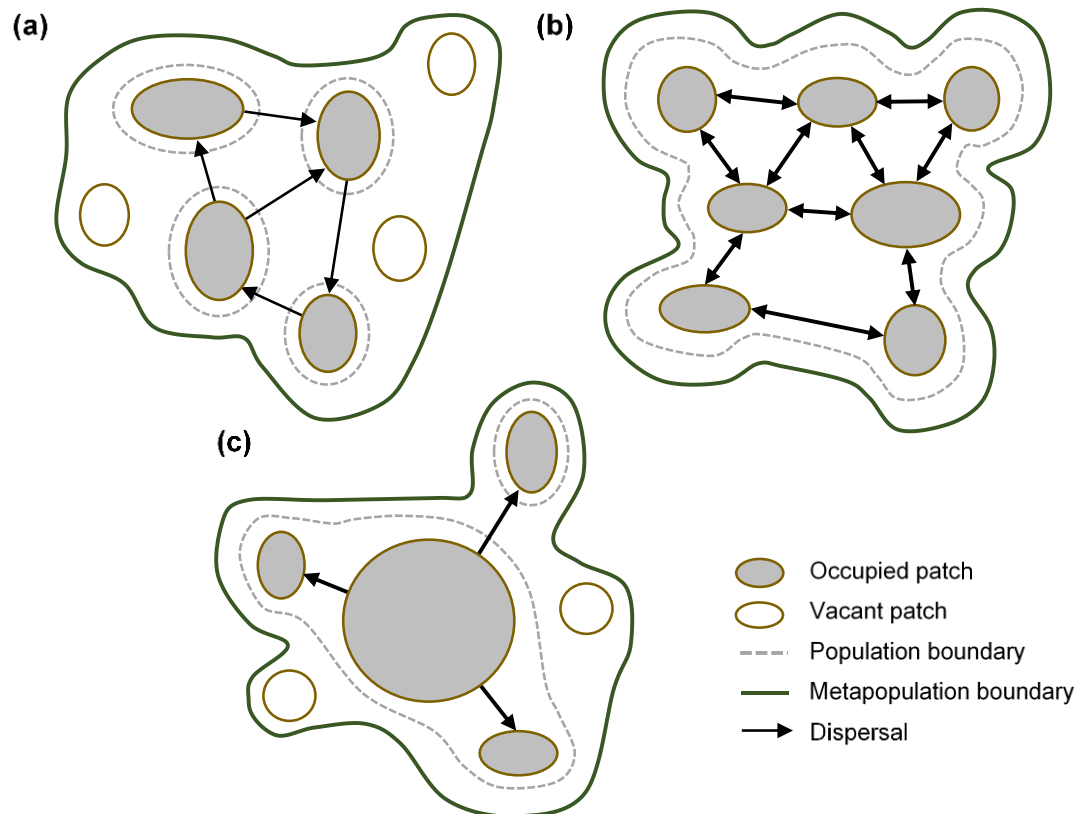 (a)
(b)
(c)
Occupied patch
Vacant patch
Population boundary
Metapopulation boundary
Dispersal